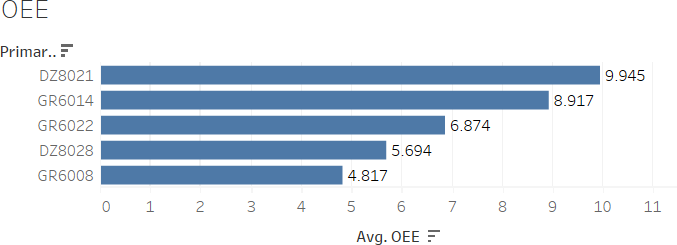 OEE
Primar..
DZ8021 9.945
GR6014 8.917
GR6022 6.874
DZ8028 5.694
GR6008 4.817
0 1 2 3 4 5 6 7 8 9 10 11
Avg. OEE